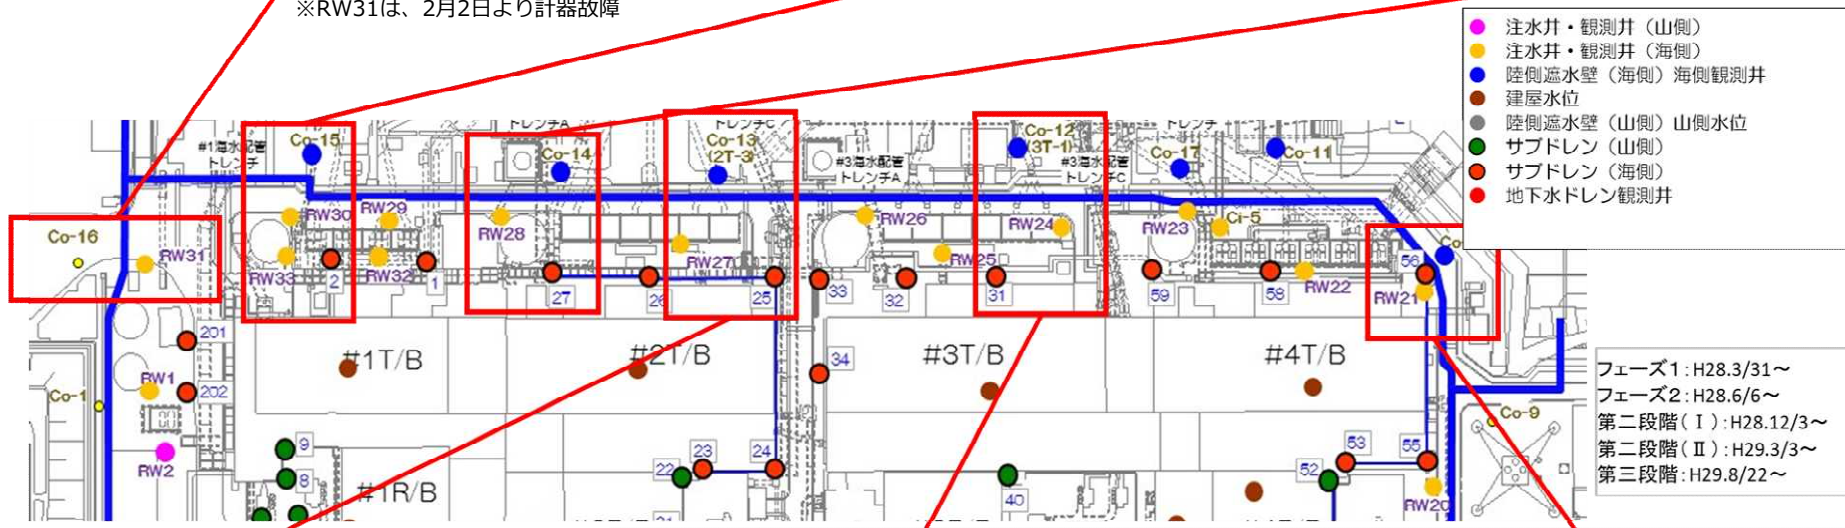 ※RW31は、2月2日より計器故障
注水井・観測井（山側）
注水井・観測井（海側）
陸側遮水壁（海側）海側観測井
建屋水位
陸側遮水壁（山側）山側水位
サブドレン（山側）
サブドレン（海側）
地下水ドレン観測井
#1海水配管
トレンチ
Co-15
トレンチA
Co-14
トレンチC
Co-13
(2T-3)
#3海水配管
トレンチA
Co-12
(3T-1)
#3海水配管
トレンチC
トレンチ
Co-17
Co-11
Co-16
RW31
RW30
RW29
RW28
RW27
RW26
RW25
RW24
RW23
Ci-5
RW22
RW21
56
RW33
2
RW32
1
27
25
33
32
31
59
58
201
202
#1T/B
#2T/B
34
#3T/B
#4T/B
RW1
Co-1
RW2
9
8
#1R/B
22
23
24
40
52
53
55
RW20
Co-9
フェーズ1：H28.3/31～
フェーズ2：H28.6/6～
第二段階（Ⅰ）：H28.12/3～
第二段階（Ⅱ）：H29.3/3～
第三段階：H29.8/22～